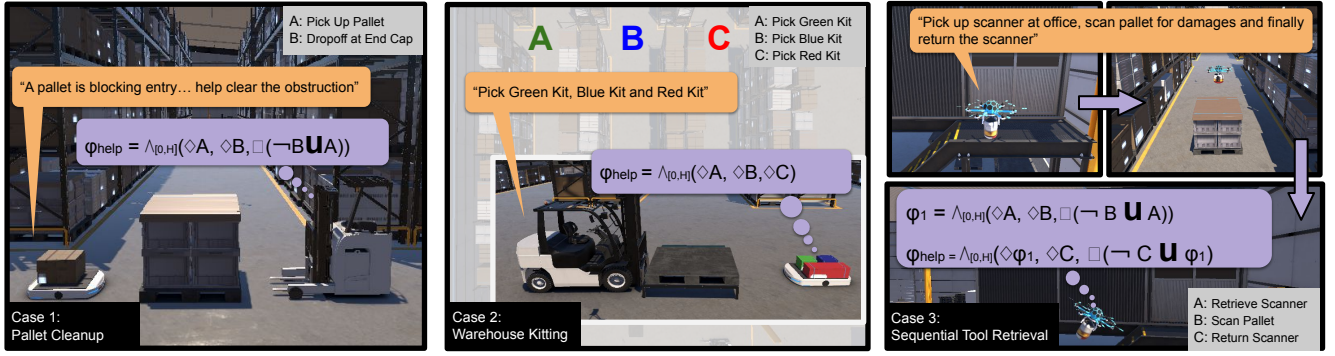 A: Pick Up Pallet
B: Dropoff at End Cap
“A pallet is blocking entry… help clear the obstruction”
φhelp = ∧[0,H](◇A, ◇B,□(¬BUA))
Case 1:
Pallet Cleanup
A B C
A: Pick Green Kit
B: Pick Blue Kit
C: Pick Red Kit
“Pick Green Kit, Blue Kit and Red Kit”
φhelp = ∧[0,H](◇A, ◇B,◇C)
Case 2:
Warehouse Kitting
“Pick up scanner at office, scan pallet for damages and finally
return the scanner”
φ1 = ∧[0,H](◇A, ◇B,□(¬ B U A))
φhelp = ∧[0,H](◇φ1, ◇C, □(¬ C U φ1)
Case 3:
Sequential Tool Retrieval
A: Retrieve Scanner
B: Scan Pallet
C: Return Scanner